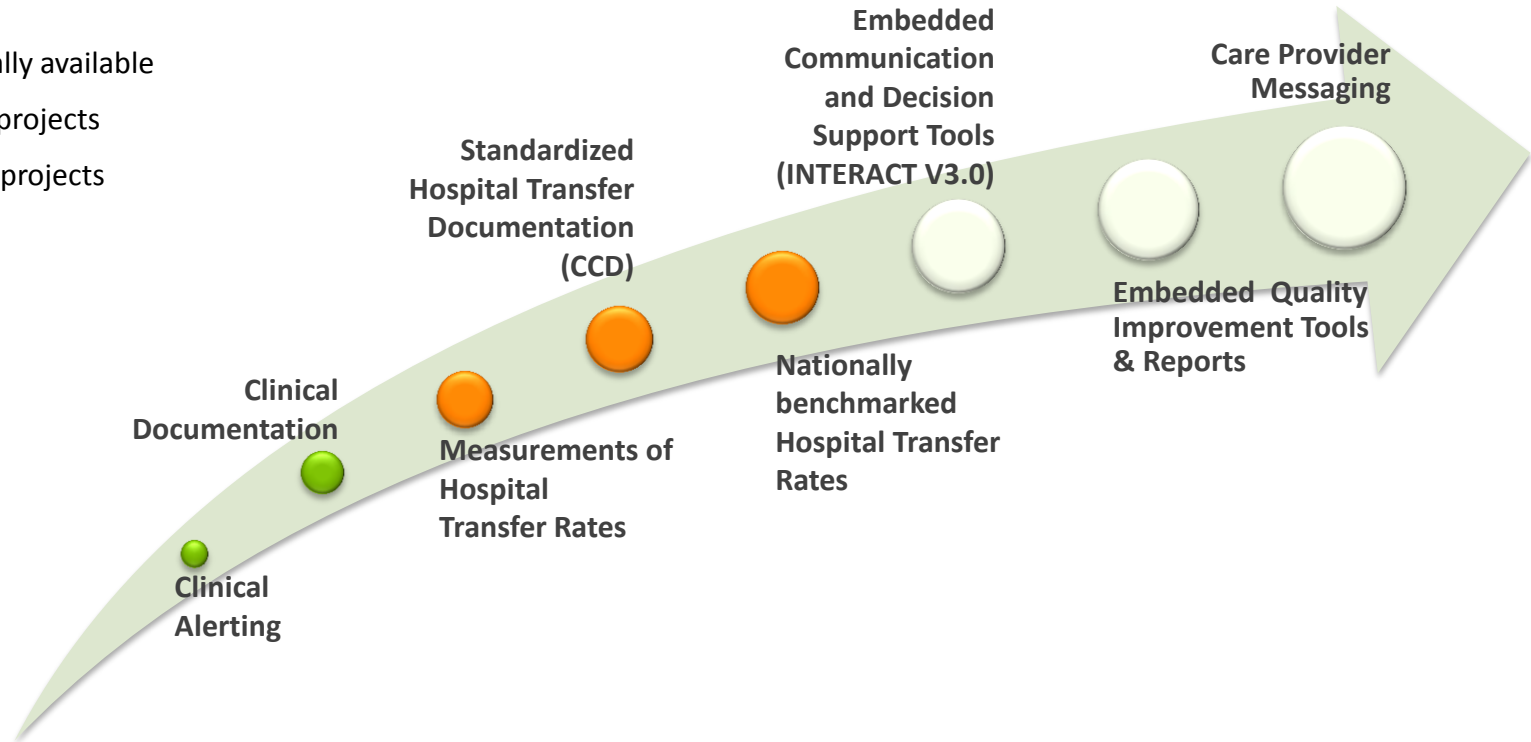 ally available
projects
projects
Embedded
Communication
and Decision
Support Tools
(INTERACT V3.0)
Care Provider
Messaging
Standardized
Hospital Transfer
Documentation
(CCD)
Embedded Quality
Improvement Tools
& Reports
Nationally
benchmarked
Hospital Transfer
Rates
Clinical
Documentation
Measurements of
Hospital
Transfer Rates
Clinical
Alerting